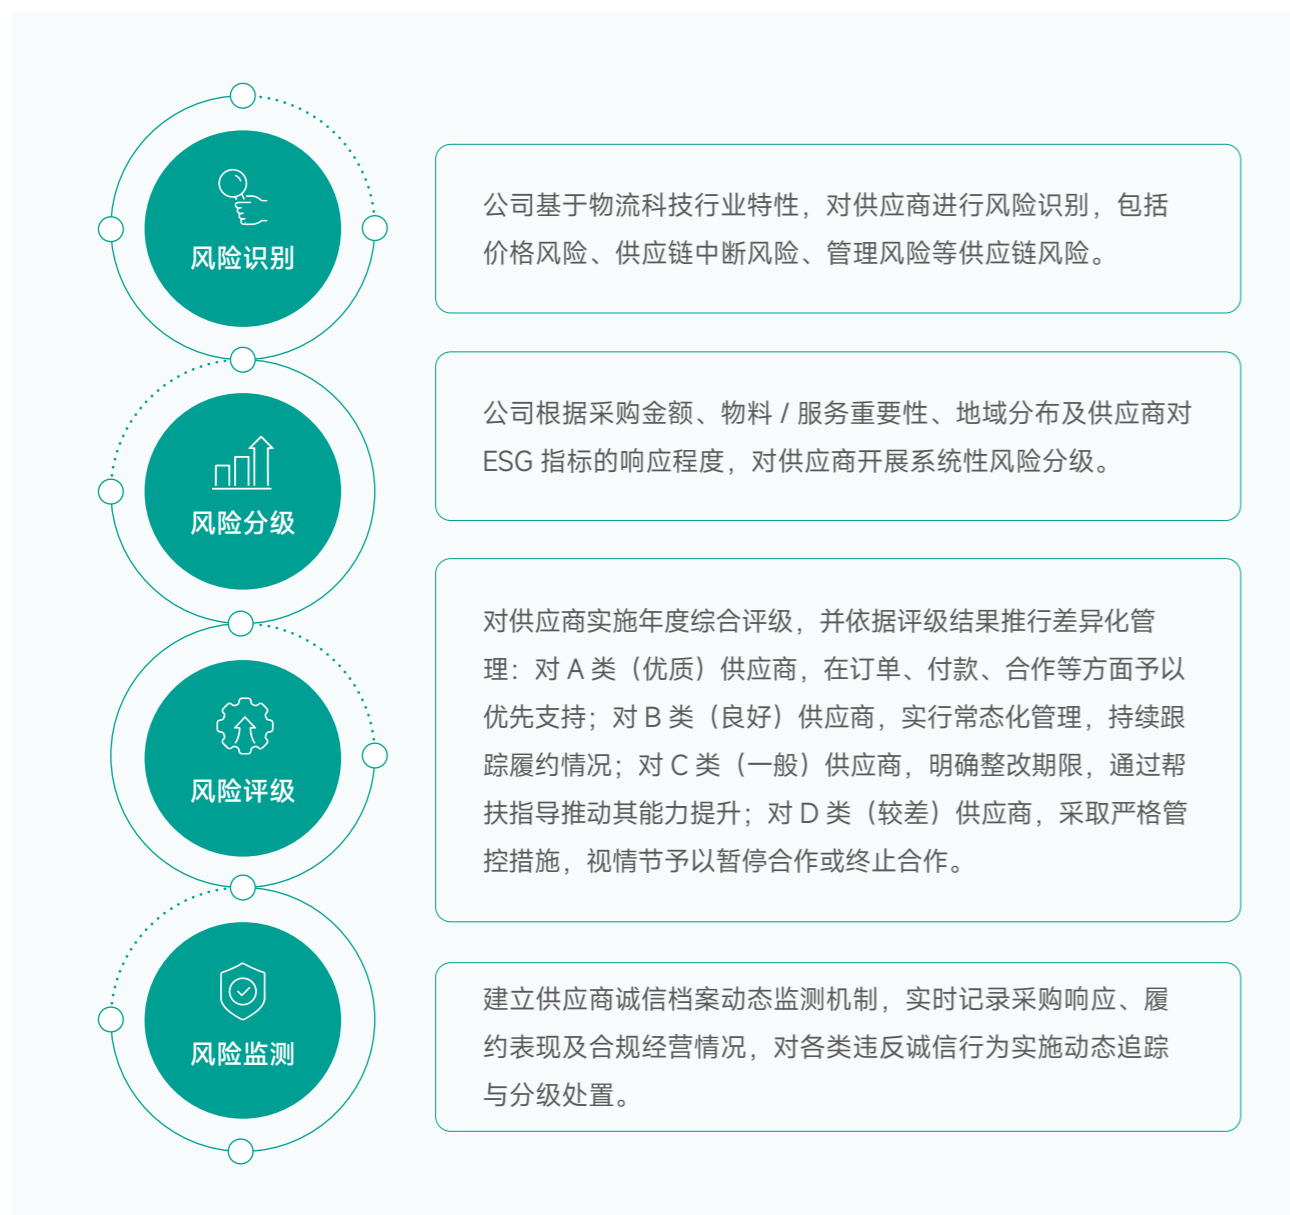 风险识别
公司基于物流科技行业特性，对供应商进行风险识别，包括
价格风险、供应链中断风险、管理风险等供应链风险。
风险分级
公司根据采购金额、物料 / 服务重要性、地域分布及供应商对
ESG 指标的响应程度，对供应商开展系统性风险分级。
风险评级
对供应商实施年度综合评级，并依据评级结果推行差异化管
理：对 A 类（优质）供应商，在订单、付款、合作等方面予以
优先支持；对 B 类（良好）供应商，实行常态化管理，持续跟
踪履约情况；对 C 类（一般）供应商，明确整改期限，通过帮
扶指导推动其能力提升；对 D 类（较差）供应商，采取严格管
控措施，视情节予以暂停合作或终止合作。
风险监测
建立供应商诚信档案动态监测机制，实时记录采购响应、履
约表现及合规经营情况，对各类违反诚信行为实施动态追踪
与分级处置。